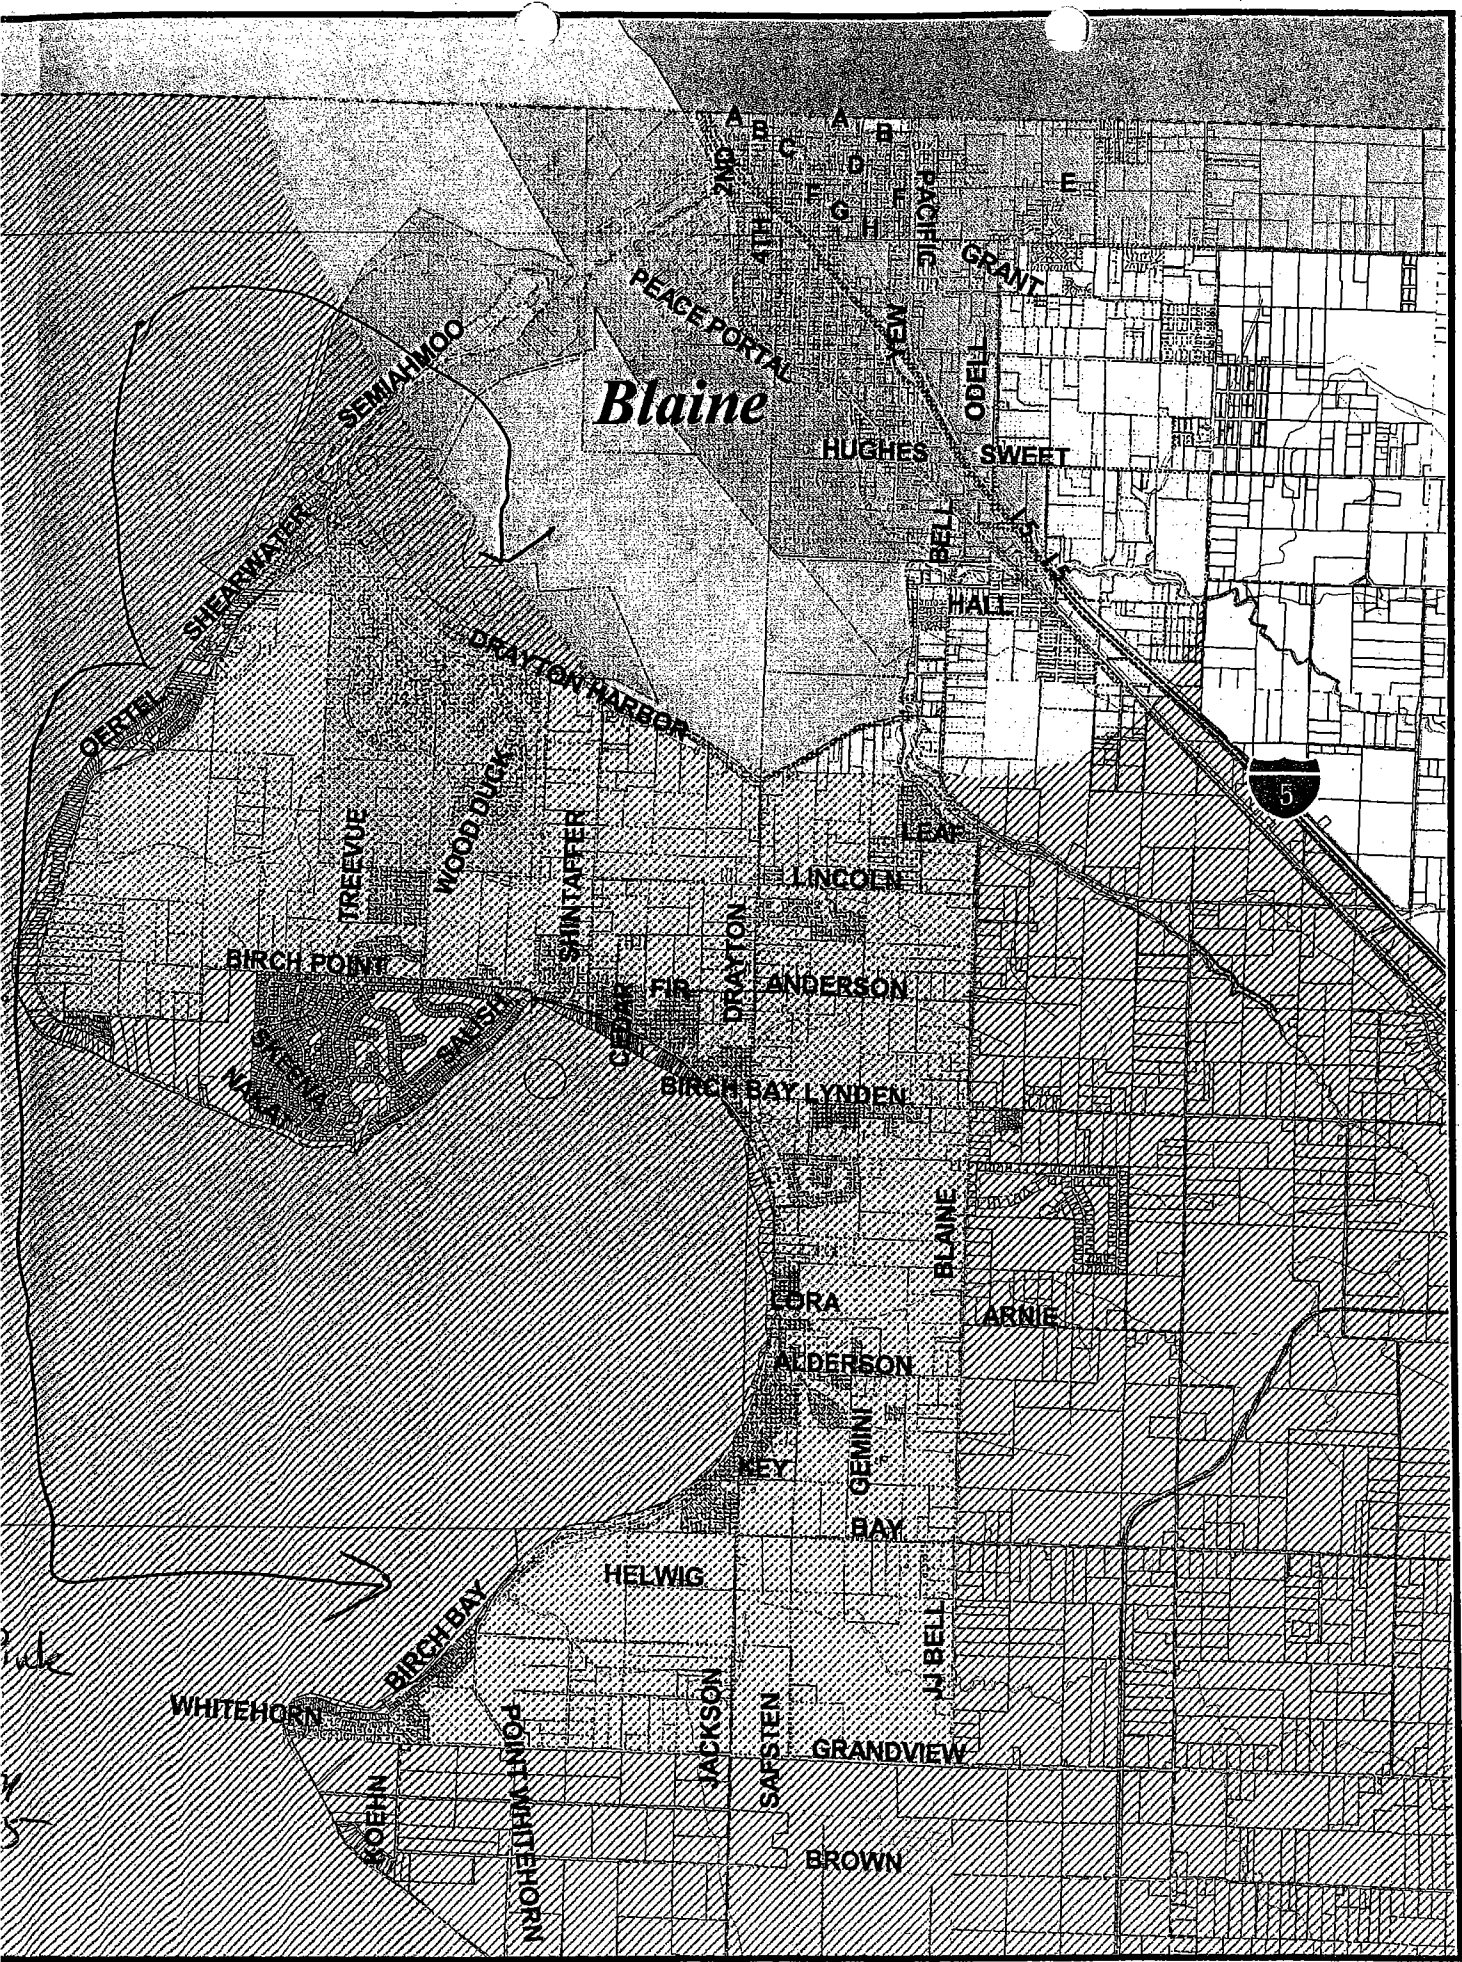 A
B
C
A
B
D
2ND
E
F
G
H
4TH
PACIFIC
E
GRANT
PEACE PORTAL
YEW
ODELL
SEMIAHMOO
Blaine
HUGHES
SWEET
BELL
I-5
I-5
SHEARWATER
HALL
DRAYTON HARBOR
OERTEL
5
TREEVUE
WOOD DUCK
SHINTAFFER
LEAF
LINCOLN
DRAYTON
BIRCH POINT
CEDAR
FIR
ANDERSON
SKEENA
SALISH
NAKAT
BIRCH BAY LYNDEN
BLAINE
LORA
ARNIE
ALDERSON
GEMINI
KEY
BAY
HELWIG
BIRCH BAY
JJ BELL
WHITEHORN
POINT WHITEHORN
JACKSON
SAFSTEN
GRANDVIEW
KOEHN
BROWN